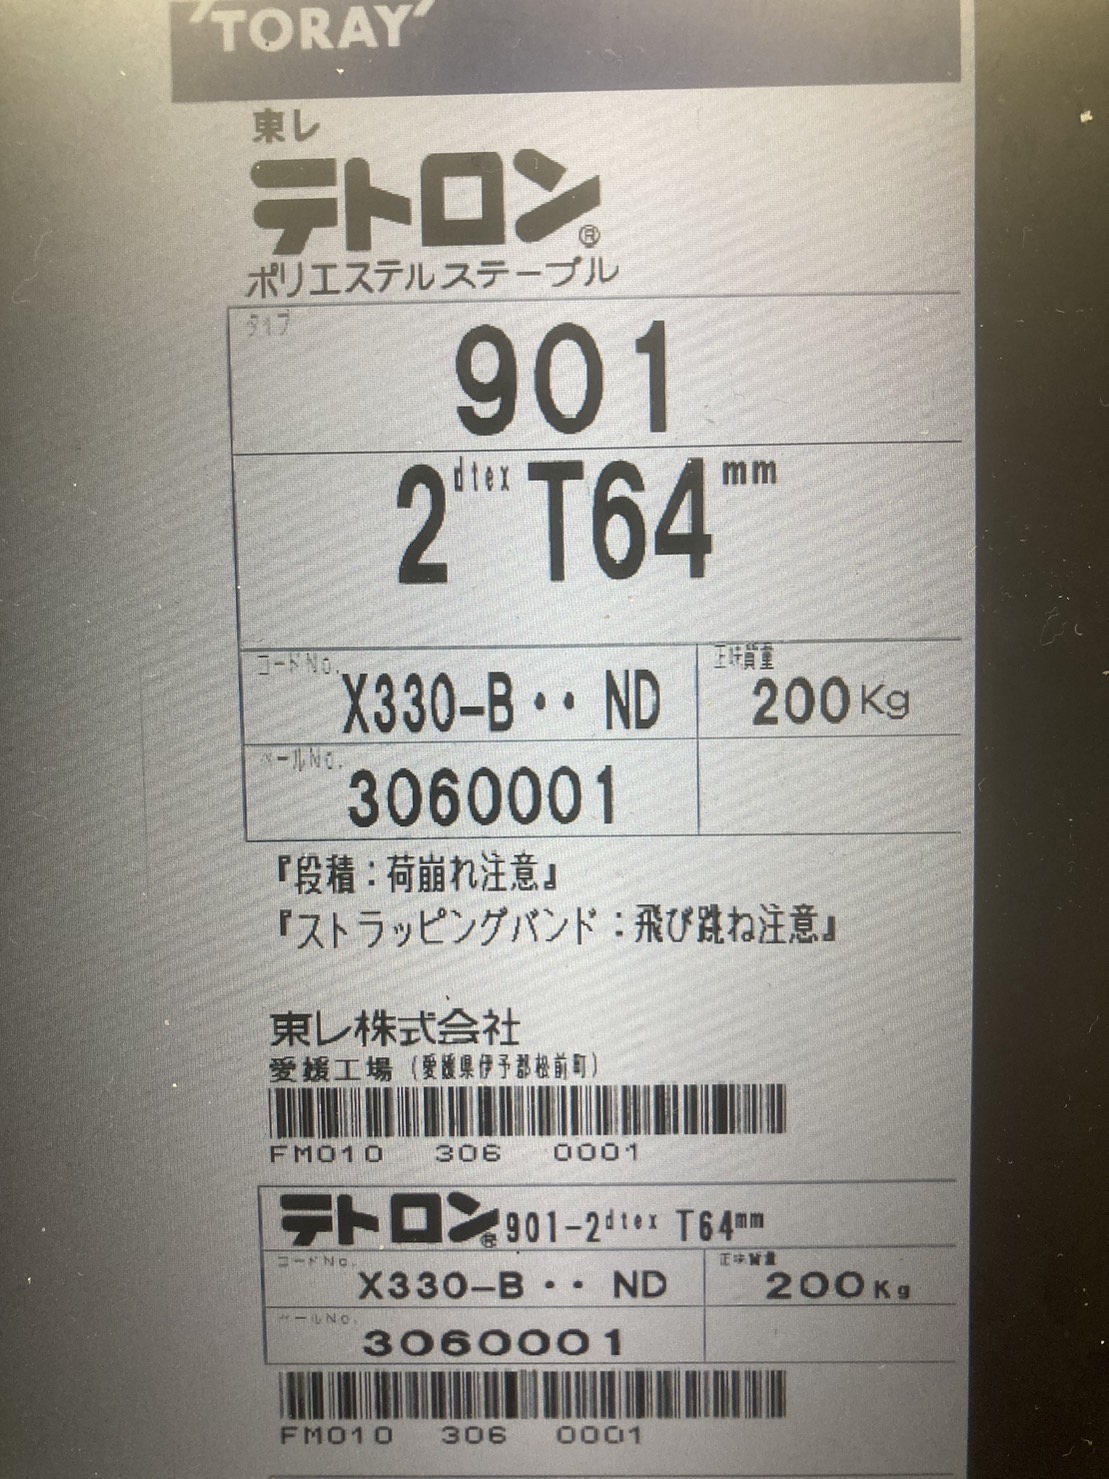 TORAY
東レ
テトロン®
ポリエステルステープル
タイプ
901
2dtex T64mm
コードNo. X330-B・・ ND 正味質量 200Kg
ベールNo. 3060001
『段積：荷崩れ注意』
『ストラッピングバンド：飛び跳ね注意』
東レ株式会社
愛媛工場（愛媛県伊予郡松前町）
FM010 306 0001
テトロン® 901-2dtex T64mm
コードNo. X330-B・・ ND 正味質量 200Kg
ベールNo. 3060001
FM010 306 0001